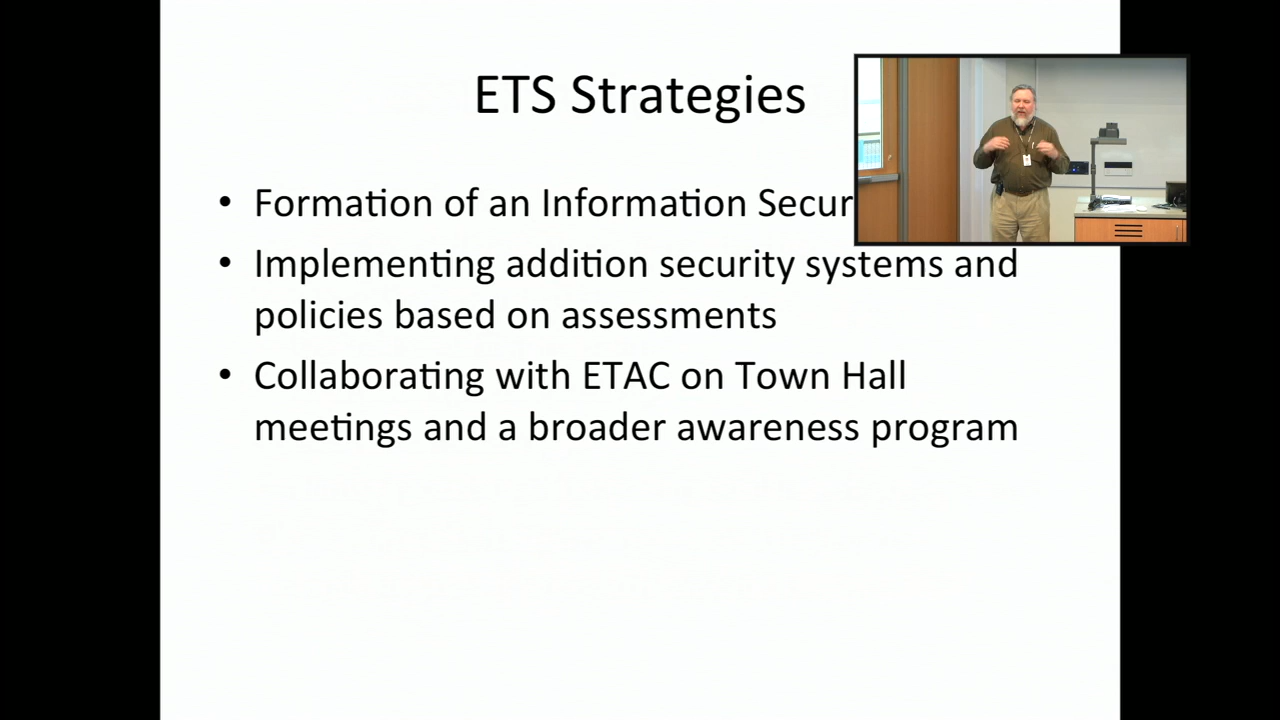 ETS Strategies
• Formation of an Information
• Implementing addition security systems and
policies based on assessments
• Collaborating with ETAC on Town Hall
meetings and a broader awareness program